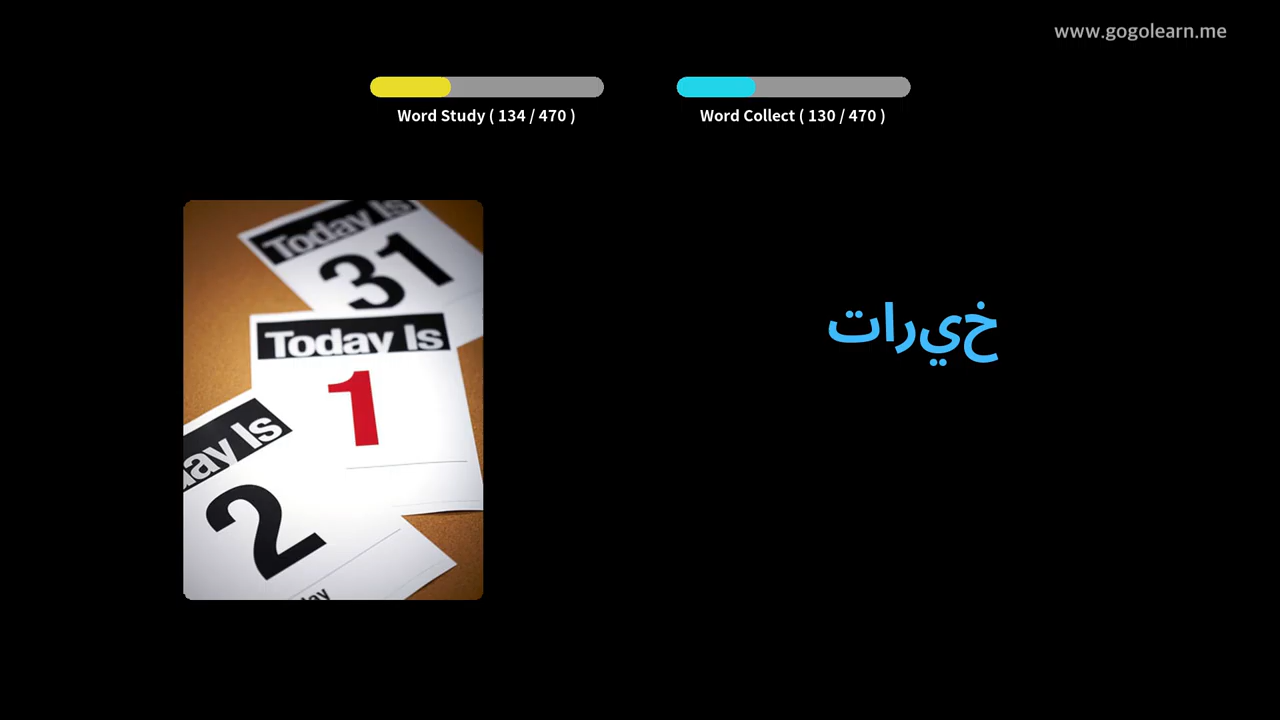 www.gogolearn.me
Word Study ( 134 / 470 )
Word Collect ( 130 / 470 )
Today Is
31
Today Is
1
ay Is
2
خيرات